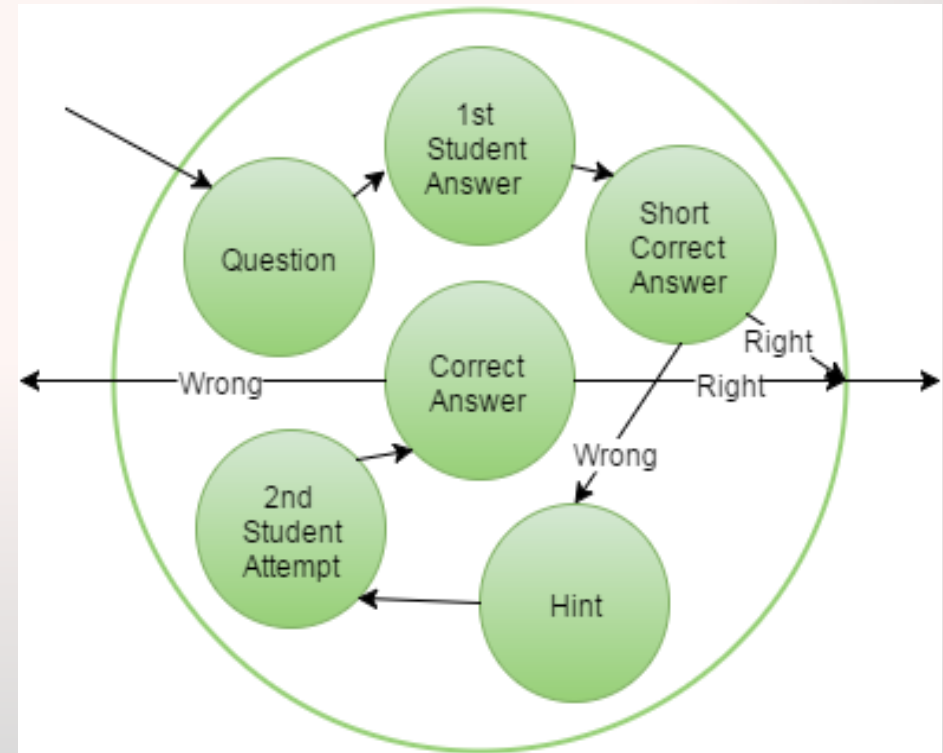 1st
Student
Answer
Question
Short
Correct
Answer
Right
Correct
Answer
Wrong
Right
Wrong
2nd
Student
Attempt
Hint